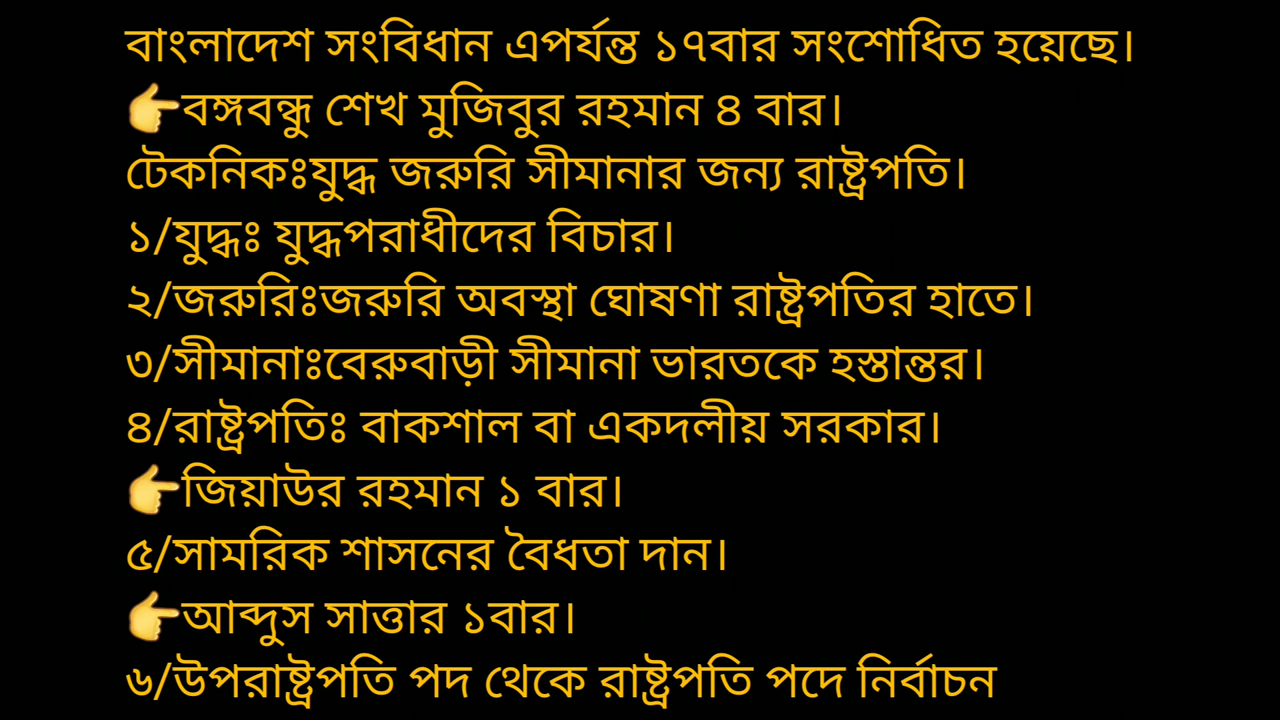 বাংলাদেশ সংবিধান এপর্যন্ত ১৭বার সংশোধিত হয়েছে।
👉বঙ্গবন্ধু শেখ মুজিবুর রহমান ৪ বার।
টেকনিকঃযুদ্ধ জরুরি সীমানার জন্য রাষ্ট্রপতি।
১/যুদ্ধঃ যুদ্ধপরাধীদের বিচার।
২/জরুরিঃজরুরি অবস্থা ঘোষণা রাষ্ট্রপতির হাতে।
৩/সীমানাঃবেরুবাড়ী সীমানা ভারতকে হস্তান্তর।
৪/রাষ্ট্রপতিঃ বাকশাল বা একদলীয় সরকার।
👉জিয়াউর রহমান ১ বার।
৫/সামরিক শাসনের বৈধতা দান।
👉আব্দুস সাত্তার ১বার।
৬/উপরাষ্ট্রপতি পদ থেকে রাষ্ট্রপতি পদে নির্বাচন